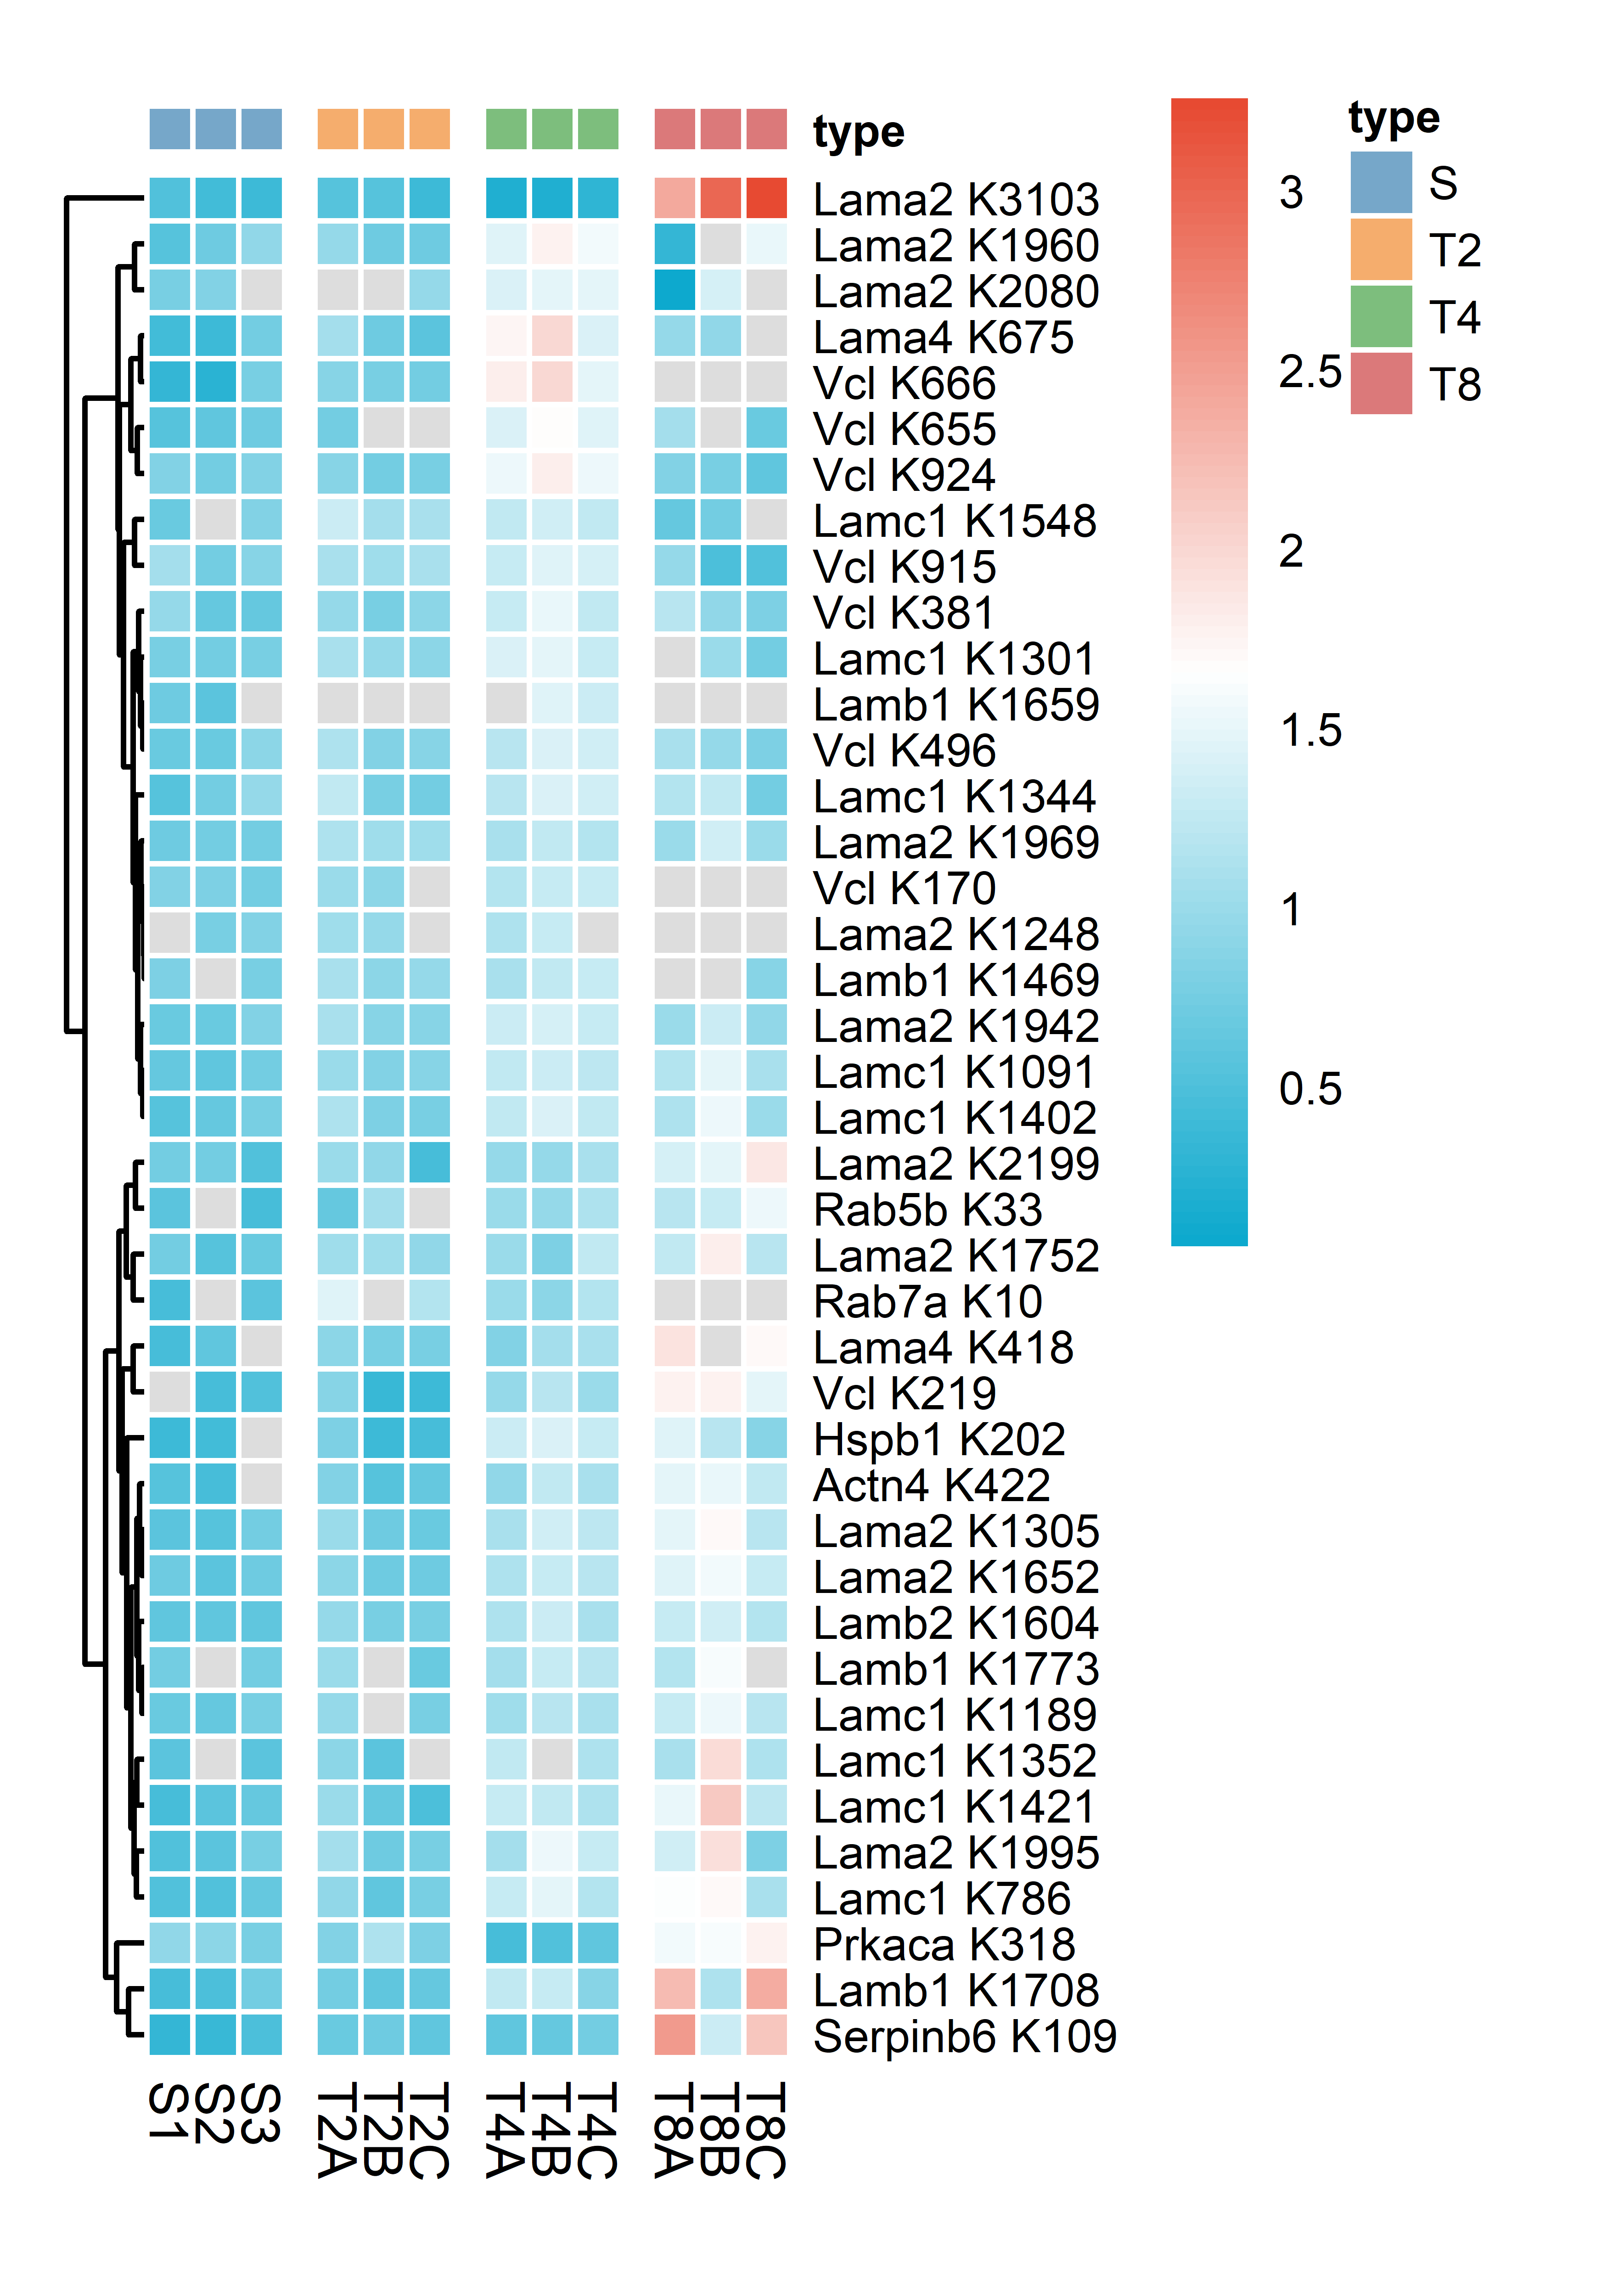 type
Lama2 K3103
Lama2 K1960
Lama2 K2080
Lama4 K675
Vcl K666
Vcl K655
Vcl K924
Lamc1 K1548
Vcl K915
Vcl K381
Lamc1 K1301
Lamb1 K1659
Vcl K496
Lamc1 K1344
Lama2 K1969
Vcl K170
Lama2 K1248
Lamb1 K1469
Lama2 K1942
Lamc1 K1091
Lamc1 K1402
Lama2 K2199
Rab5b K33
Lama2 K1752
Rab7a K10
Lama4 K418
Vcl K219
Hspb1 K202
Actn4 K422
Lama2 K1305
Lama2 K1652
Lamb2 K1604
Lamb1 K1773
Lamc1 K1189
Lamc1 K1352
Lamc1 K1421
Lama2 K1995
Lamc1 K786
Prkaca K318
Lamb1 K1708
Serpinb6 K109
S1
S2
S3
T2A
T2B
T2C
T4A
T4B
T4C
T8A
T8B
T8C
3
2.5
2
1.5
1
0.5
type
S
T2
T4
T8